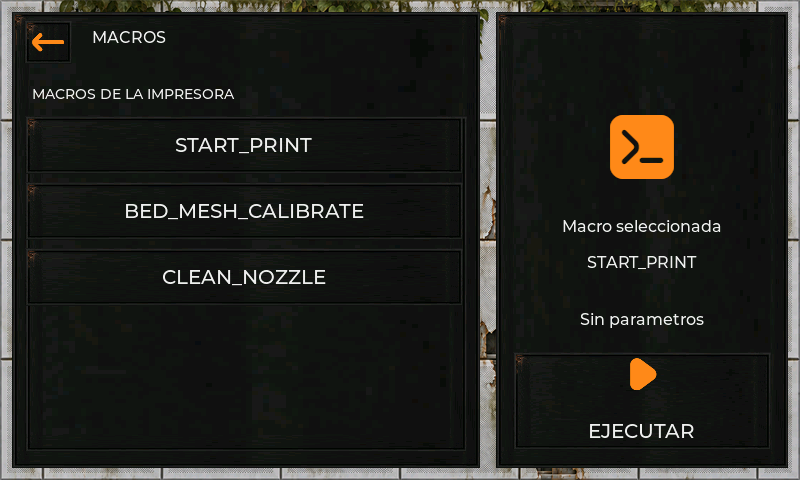 MACROS
MACROS DE LA IMPRESORA
START_PRINT
BED_MESH_CALIBRATE
CLEAN_NOZZLE
Macro seleccionada
START_PRINT
Sin parametros
EJECUTAR